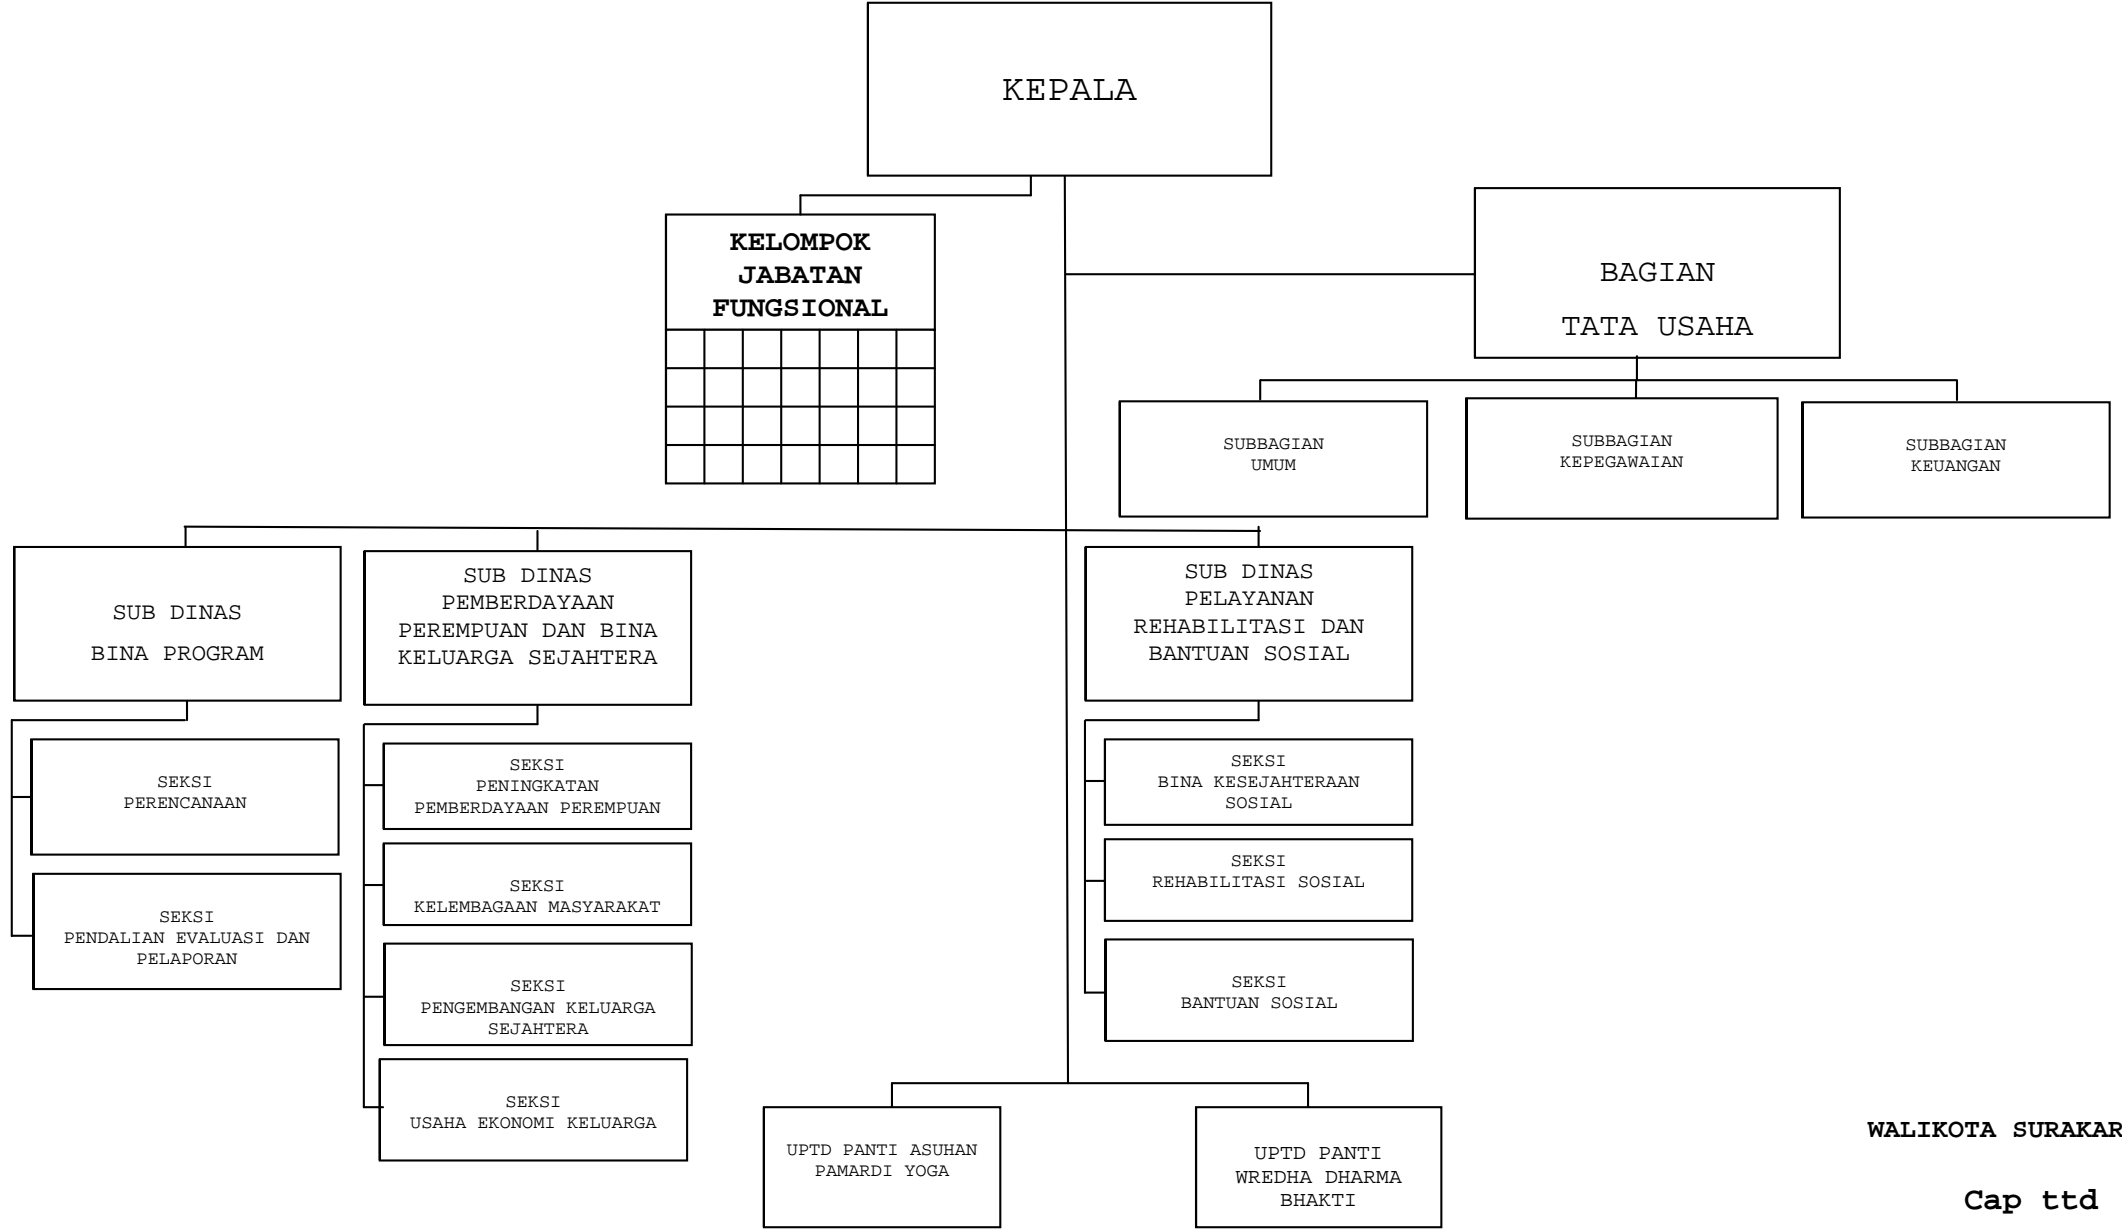 KEPALA
KELOMPOK
JABATAN
FUNGSIONAL
BAGIAN
TATA USAHA
SUBBAGIAN
UMUM
SUBBAGIAN
KEPEGAWAIAN
SUBBAGIAN
KEUANGAN
SUB DINAS
BINA PROGRAM
SUB DINAS
PEMBERDAYAAN
PEREMPUAN DAN BINA
KELUARGA SEJAHTERA
SUB DINAS
PELAYANAN
REHABILITASI DAN
BANTUAN SOSIAL
SEKSI
PERENCANAAN
SEKSI
PENDALIAN EVALUASI DAN
PELAPORAN
SEKSI
PENINGKATAN
PEMBERDAYAAN PEREMPUAN
SEKSI
KELEMBAGAAN MASYARAKAT
SEKSI
PENGEMBANGAN KELUARGA
SEJAHTERA
SEKSI
USAHA EKONOMI KELUARGA
SEKSI
BINA KESEJAHTERAAN
SOSIAL
SEKSI
REHABILITASI SOSIAL
SEKSI
BANTUAN SOSIAL
UPTD PANTI ASUHAN
PAMARDI YOGA
UPTD PANTI
WREDHA DHARMA
BHAKTI
WALIKOTA SURAKAR
Cap ttd